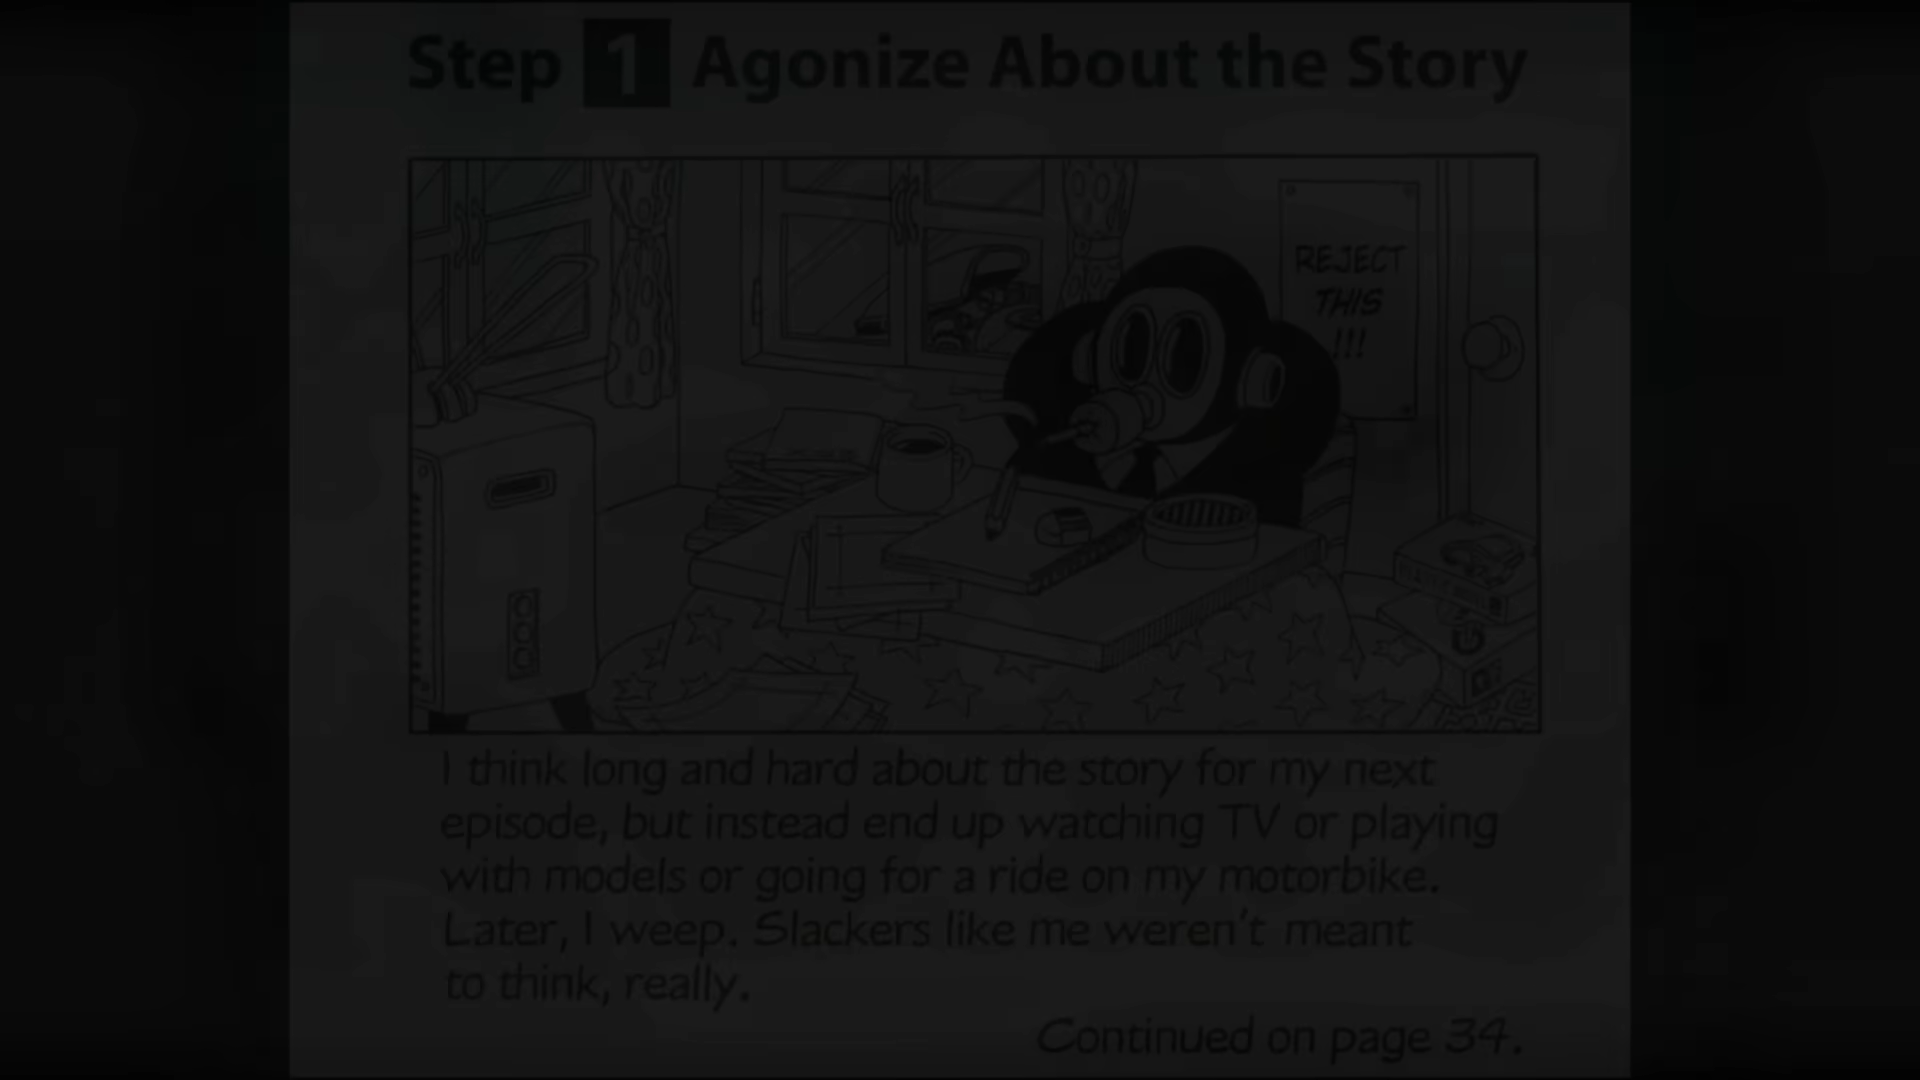 Step 1 Agonize About the Story
REJECT
THIS
!!!
I think long and hard about the story for my next
episode, but instead end up watching TV or playing
with models or going for a ride on my motorbike.
Later, I weep. Slackers like me weren't meant
to think, really.
Continued on page 34.